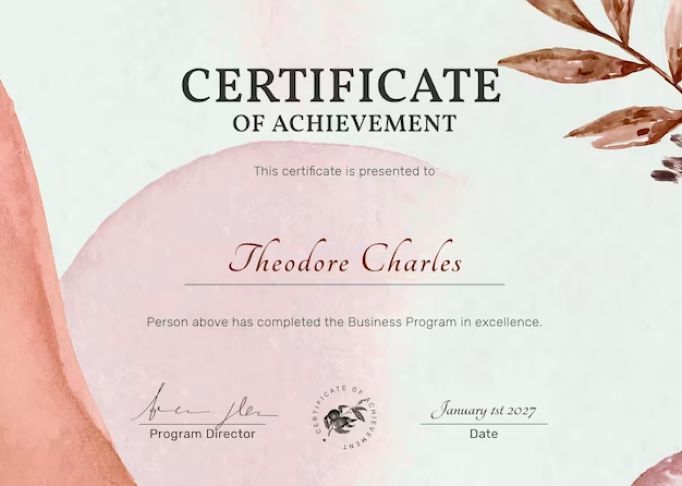 CERTIFICATE
OF ACHIEVEMENT
This certificate is presented to
Theodore Charles
Person above has completed the Business Program in excellence.
CERTIFICATE OF ACHIEVEMENT
January 1st 2027
Program Director
Date